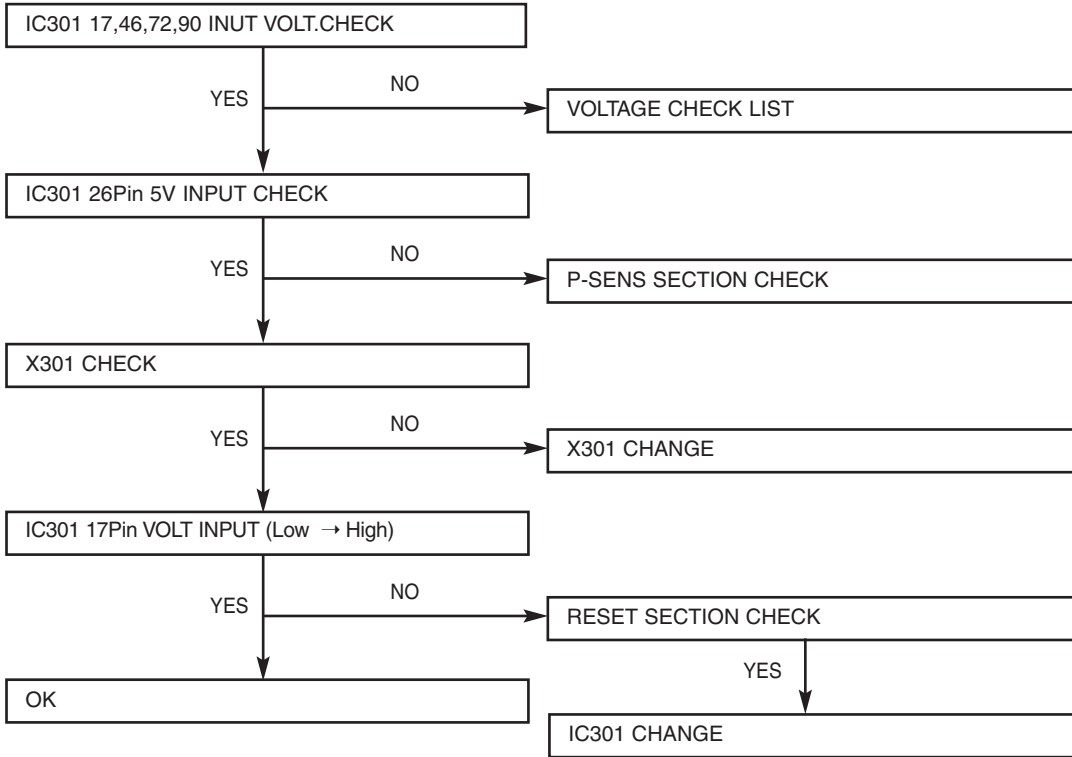 IC301 17,46,72,90 INUT VOLT.CHECK
NO
YES
VOLTAGE CHECK LIST
IC301 26Pin 5V INPUT CHECK
NO
YES
P-SENS SECTION CHECK
X301 CHECK
NO
YES
X301 CHANGE
IC301 17Pin VOLT INPUT (Low → High)
NO
YES
RESET SECTION CHECK
YES
OK
IC301 CHANGE